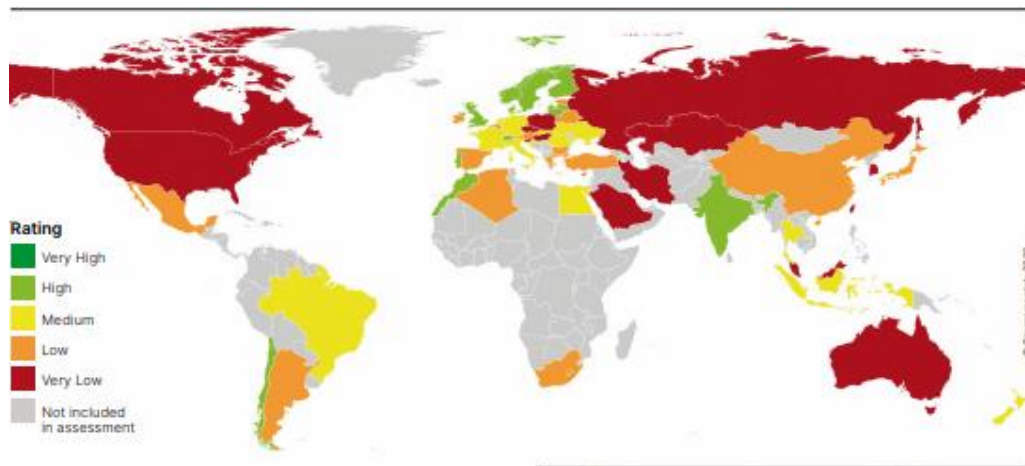 Rating
Very High
High
Medium
Low
Very Low
Not included
in assessment